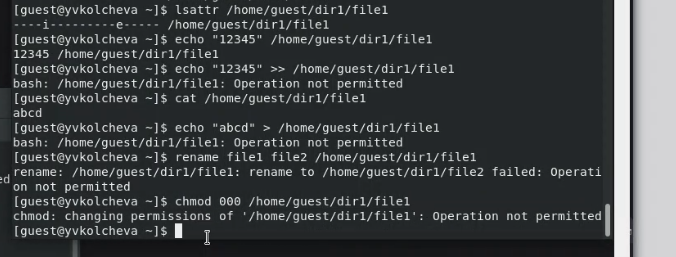 [guest@yvkolcheva ~]$ lsattr /home/guest/dir1/file1
----i---------e----- /home/guest/dir1/file1
[guest@yvkolcheva ~]$ echo "12345" /home/guest/dir1/file1
12345 /home/guest/dir1/file1
[guest@yvkolcheva ~]$ echo "12345" >> /home/guest/dir1/file1
bash: /home/guest/dir1/file1: Operation not permitted
[guest@yvkolcheva ~]$ cat /home/guest/dir1/file1
abcd
[guest@yvkolcheva ~]$ echo "abcd" > /home/guest/dir1/file1
bash: /home/guest/dir1/file1: Operation not permitted
[guest@yvkolcheva ~]$ rename file1 file2 /home/guest/dir1/file1
rename: /home/guest/dir1/file1: rename to /home/guest/dir1/file2 failed: Operati
on not permitted
[guest@yvkolcheva ~]$ chmod 000 /home/guest/dir1/file1
chmod: changing permissions of '/home/guest/dir1/file1': Operation not permitted
[guest@yvkolcheva ~]$